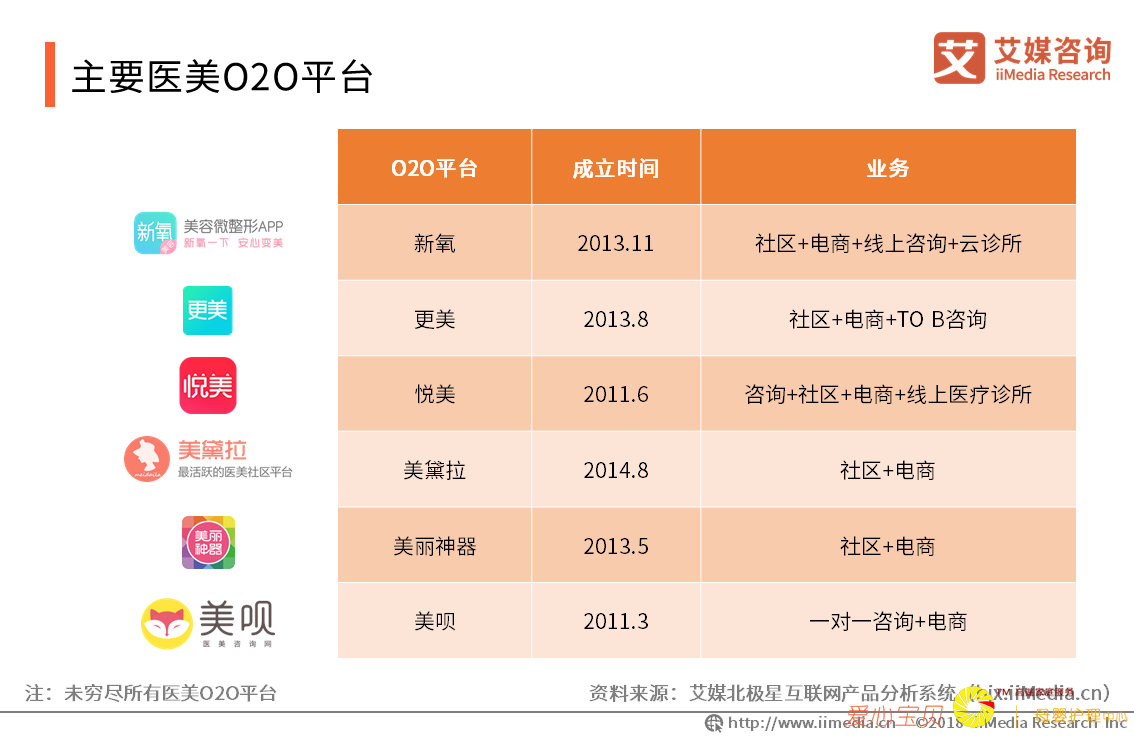 主要医美O2O平台
艾 艾媒咨询
iiMedia Research
O2O平台 成立时间 业务
新氧 美容微整形APP
新氧一下 安心变美
新氧 2013.11 社区+电商+线上咨询+云诊所
更美
更美 2013.8 社区+电商+TO B咨询
悦美
悦美 2011.6 咨询+社区+电商+线上医疗诊所
美黛拉
最活跃的医美社区平台
meidaila
美黛拉 2014.8 社区+电商
美丽
神器
美丽神器 2013.5 社区+电商
美呗
医美咨询网
美呗 2011.3 一对一咨询+电商
注：未穷尽所有医美O2O平台
资料来源：艾媒北极星互联网产品分析系统
iiMedia.cn）
爱心宝网
母婴护理中心
http://www.iimedia.cn ©2018 iiMedia Research Inc